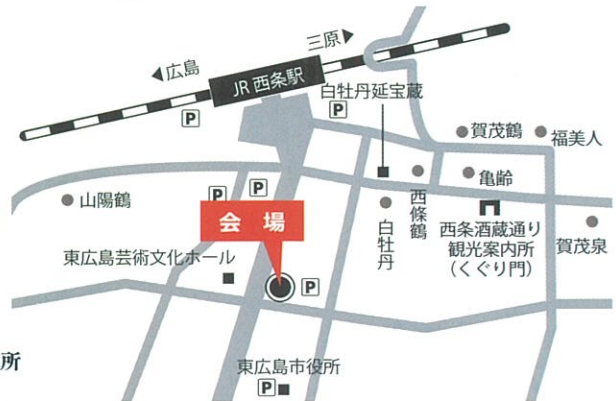 三原▶
◀広島
JR 西条駅
白牡丹延宝蔵
P
P
賀茂鶴
福美人
亀齢
山陽鶴
P
P
西條鶴
白牡丹
西条酒蔵通り
観光案内所
（くぐり門）
賀茂泉
会 場
東広島芸術文化ホール
P
所
東広島市役所
P